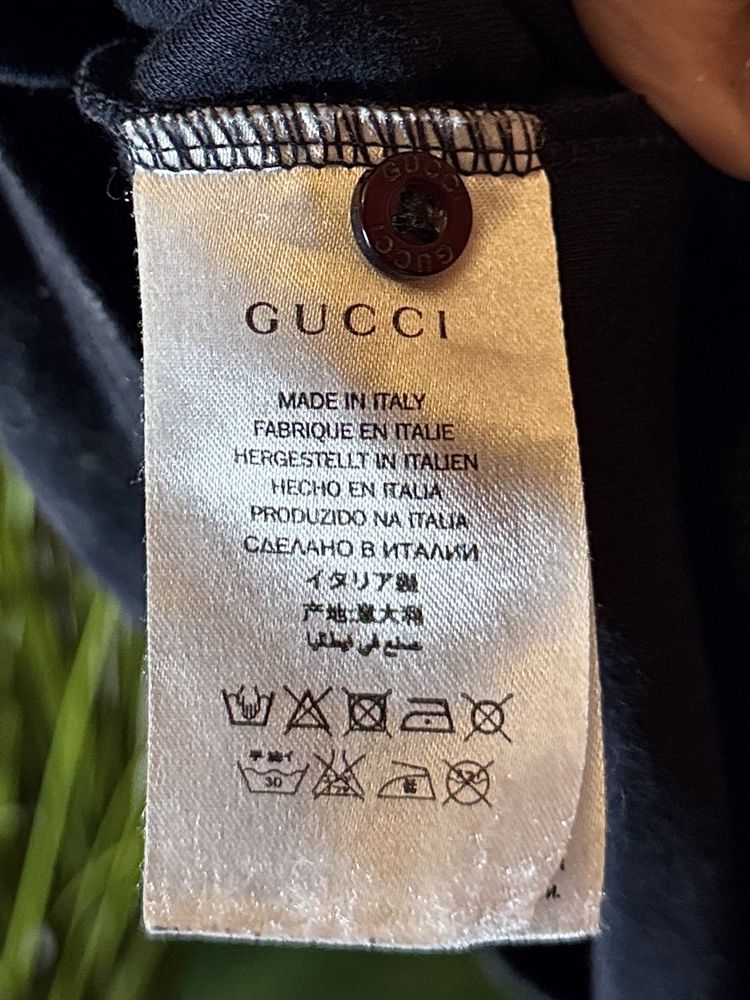 GUCCI
GUCCI
GUCCI
MADE IN ITALY
FABRIQUE EN ITALIE
HERGESTELLT IN ITALIEN
HECHO EN ITALIA
PRODUZIDO NA ITALIA
СДЕЛАНО В ИТАЛИИ
イタリア製
产地:意大利
صنع في ايطاليا
30